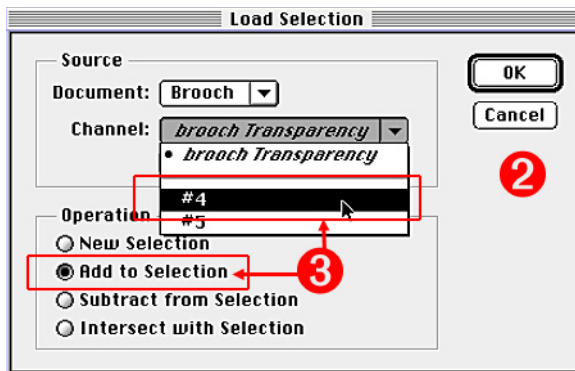 Load Selection
Source
Document: Brooch
OK
Channel: brooch Transparency
Cancel
• brooch Transparency
2
#4
Operation
#5
New Selection
Add to Selection
3
Subtract from Selection
Intersect with Selection